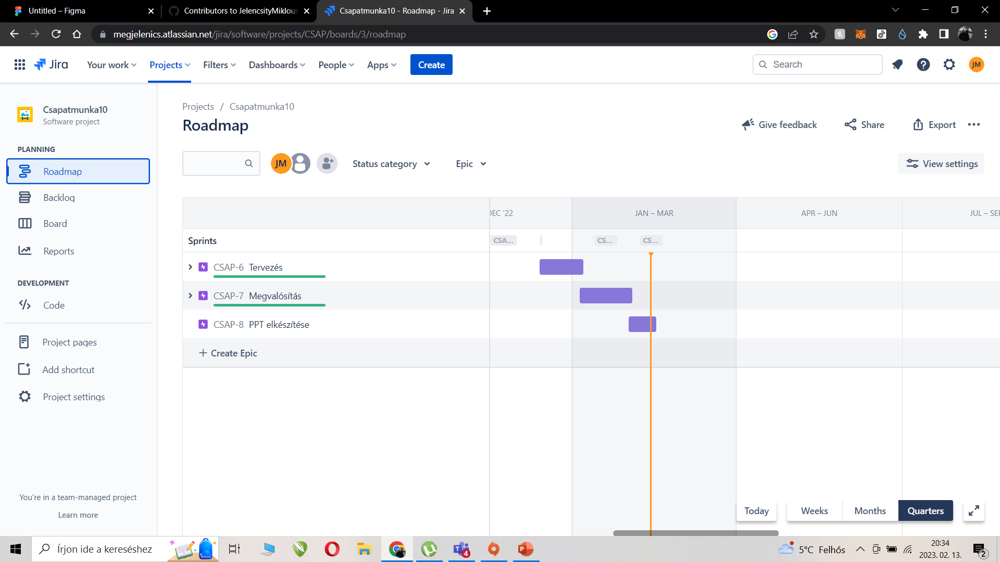 Untitled – Figma
Contributors to JelencsityMiklous
Csapatmunka10 - Roadmap - Jira
megjelenics.atlassian.net/jira/software/projects/CSAP/boards/3/roadmap
Jira
Your work
Projects
Filters
Dashboards
People
Apps
Create
Search
JM
Csapatmunka10
Software project
PLANNING
Roadmap
Backlog
Board
Reports
DEVELOPMENT
Code
Project pages
Add shortcut
Project settings
You're in a team-managed project
Learn more
Projects / Csapatmunka10
Roadmap
Give feedback
Share
Export
JM
Status category
Epic
View settings
DEC '22
JAN – MAR
APR – JUN
JUL – SEP
Sprints
CSA...
CS...
CS...
CSAP-6 Tervezés
CSAP-7 Megvalósítás
CSAP-8 PPT elkészítése
+ Create Epic
Today
Weeks
Months
Quarters
Írjon ide a kereséshez
4
5°C Felhős
20:34
2023. 02. 13.
2